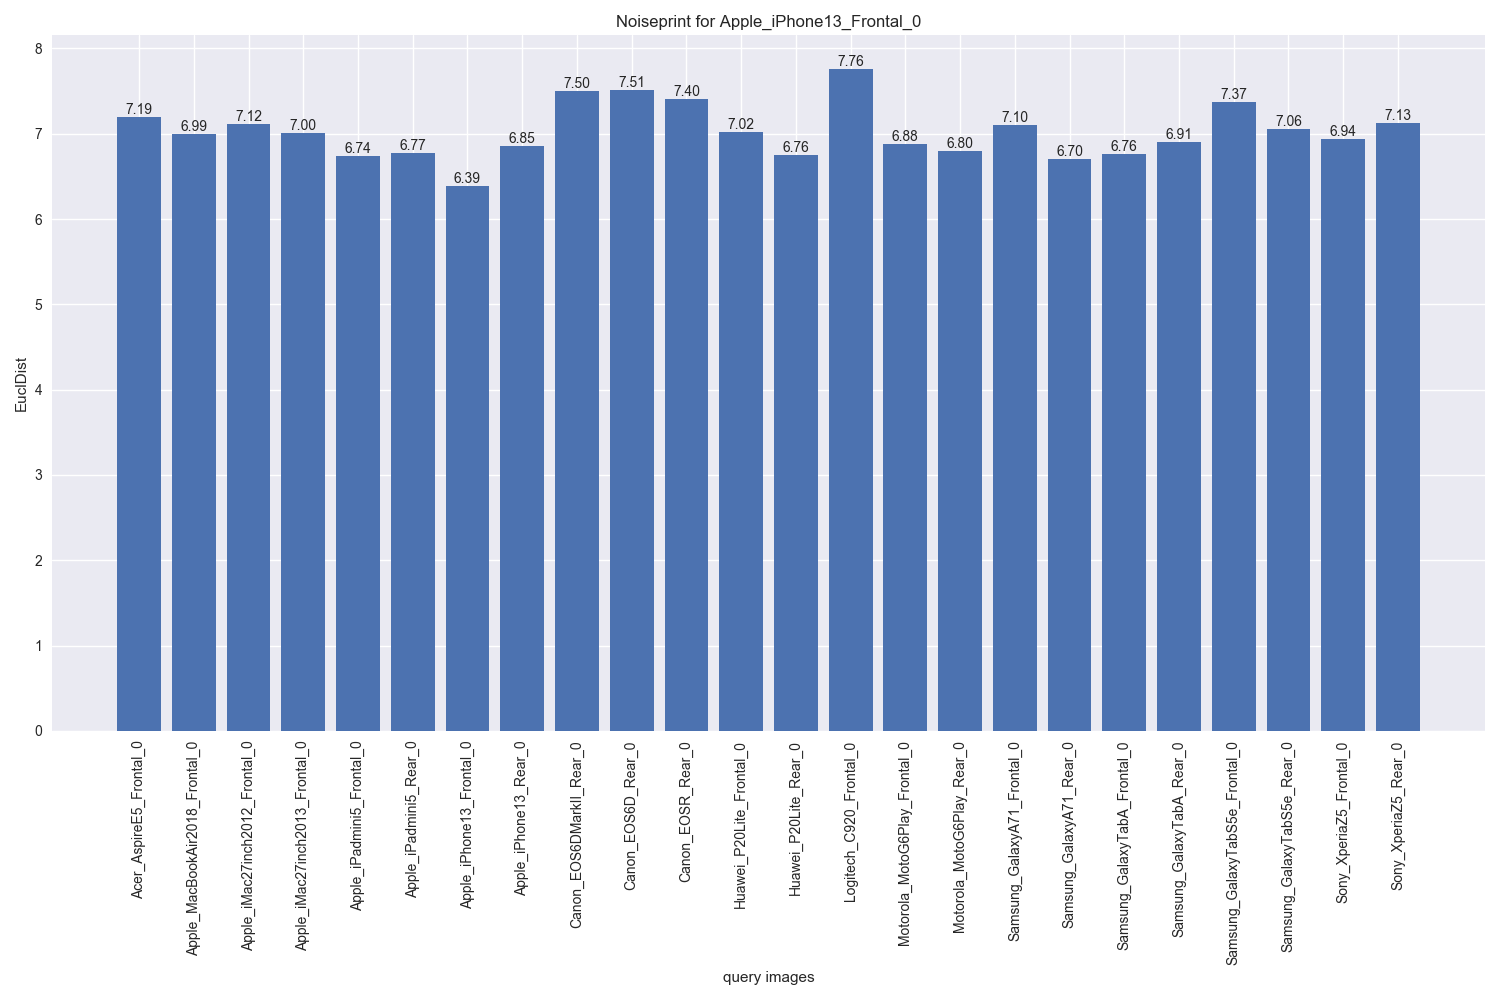 Noiseprint for Apple_iPhone13_Frontal_0
EuclDist
8
7
6
5
4
3
2
1
0
7.19
6.99
7.12
7.00
6.74
6.77
6.39
6.85
7.50
7.51
7.40
7.02
6.76
7.76
6.88
6.80
7.10
6.70
6.76
6.91
7.37
7.06
6.94
7.13
Acer_AspireE5_Frontal_0
Apple_MacBookAir2018_Frontal_0
Apple_iMac27inch2012_Frontal_0
Apple_iMac27inch2013_Frontal_0
Apple_iPadmini5_Frontal_0
Apple_iPadmini5_Rear_0
Apple_iPhone13_Frontal_0
Apple_iPhone13_Rear_0
Canon_EOS6DMarkII_Rear_0
Canon_EOS6D_Rear_0
Canon_EOSR_Rear_0
Huawei_P20Lite_Frontal_0
Huawei_P20Lite_Rear_0
Logitech_C920_Frontal_0
Motorola_MotoG6Play_Frontal_0
Motorola_MotoG6Play_Rear_0
Samsung_GalaxyA71_Frontal_0
Samsung_GalaxyA71_Rear_0
Samsung_GalaxyTabA_Frontal_0
Samsung_GalaxyTabA_Rear_0
Samsung_GalaxyTabS5e_Frontal_0
Samsung_GalaxyTabS5e_Rear_0
Sony_XperiaZ5_Frontal_0
Sony_XperiaZ5_Rear_0
query images